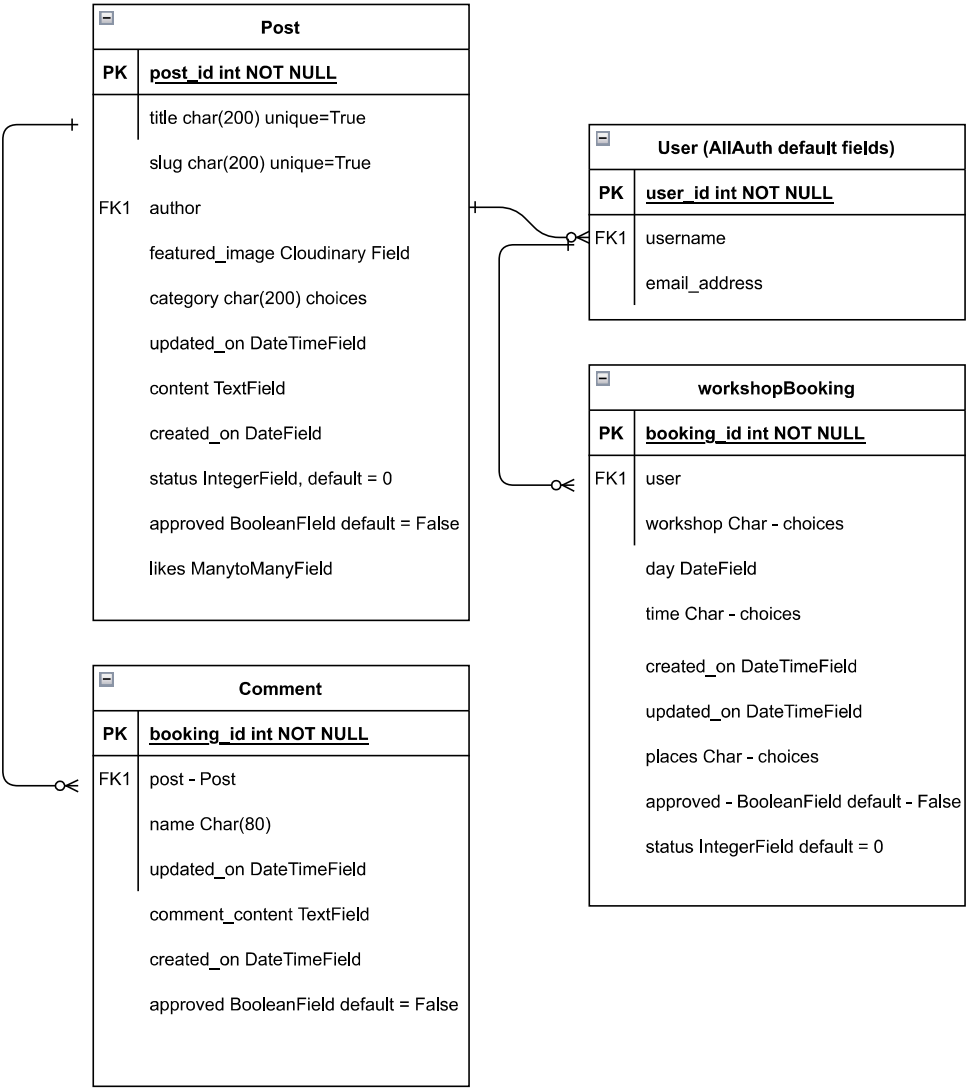 Post
PK post_id int NOT NULL
title char(200) unique=True
slug char(200) unique=True
FK1 author
featured_image Cloudinary Field
category char(200) choices
updated_on DateTimeField
content TextField
created_on DateField
status IntegerField, default = 0
approved BooleanFIeld default = False
likes ManytoManyField
User (AllAuth default fields)
PK user_id int NOT NULL
FK1 username
email_address
workshopBooking
PK booking_id int NOT NULL
FK1 user
workshop Char - choices
day DateField
time Char - choices
created_on DateTimeField
updated_on DateTimeField
places Char - choices
approved - BooleanField default - False
status IntegerField default = 0
Comment
PK booking_id int NOT NULL
FK1 post - Post
name Char(80)
updated_on DateTimeField
comment_content TextField
created_on DateTimeField
approved BooleanField default = False